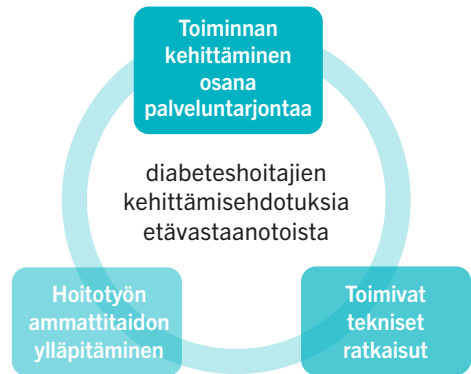 Toiminnan
kehittäminen
osana
palveluntarjontaa
diabeteshoitajien
kehittämisehdotuksia
etävastaanotoista
Hoitotyön
ammattitaidon
ylläpitäminen
Toimivat
tekniset
ratkaisut